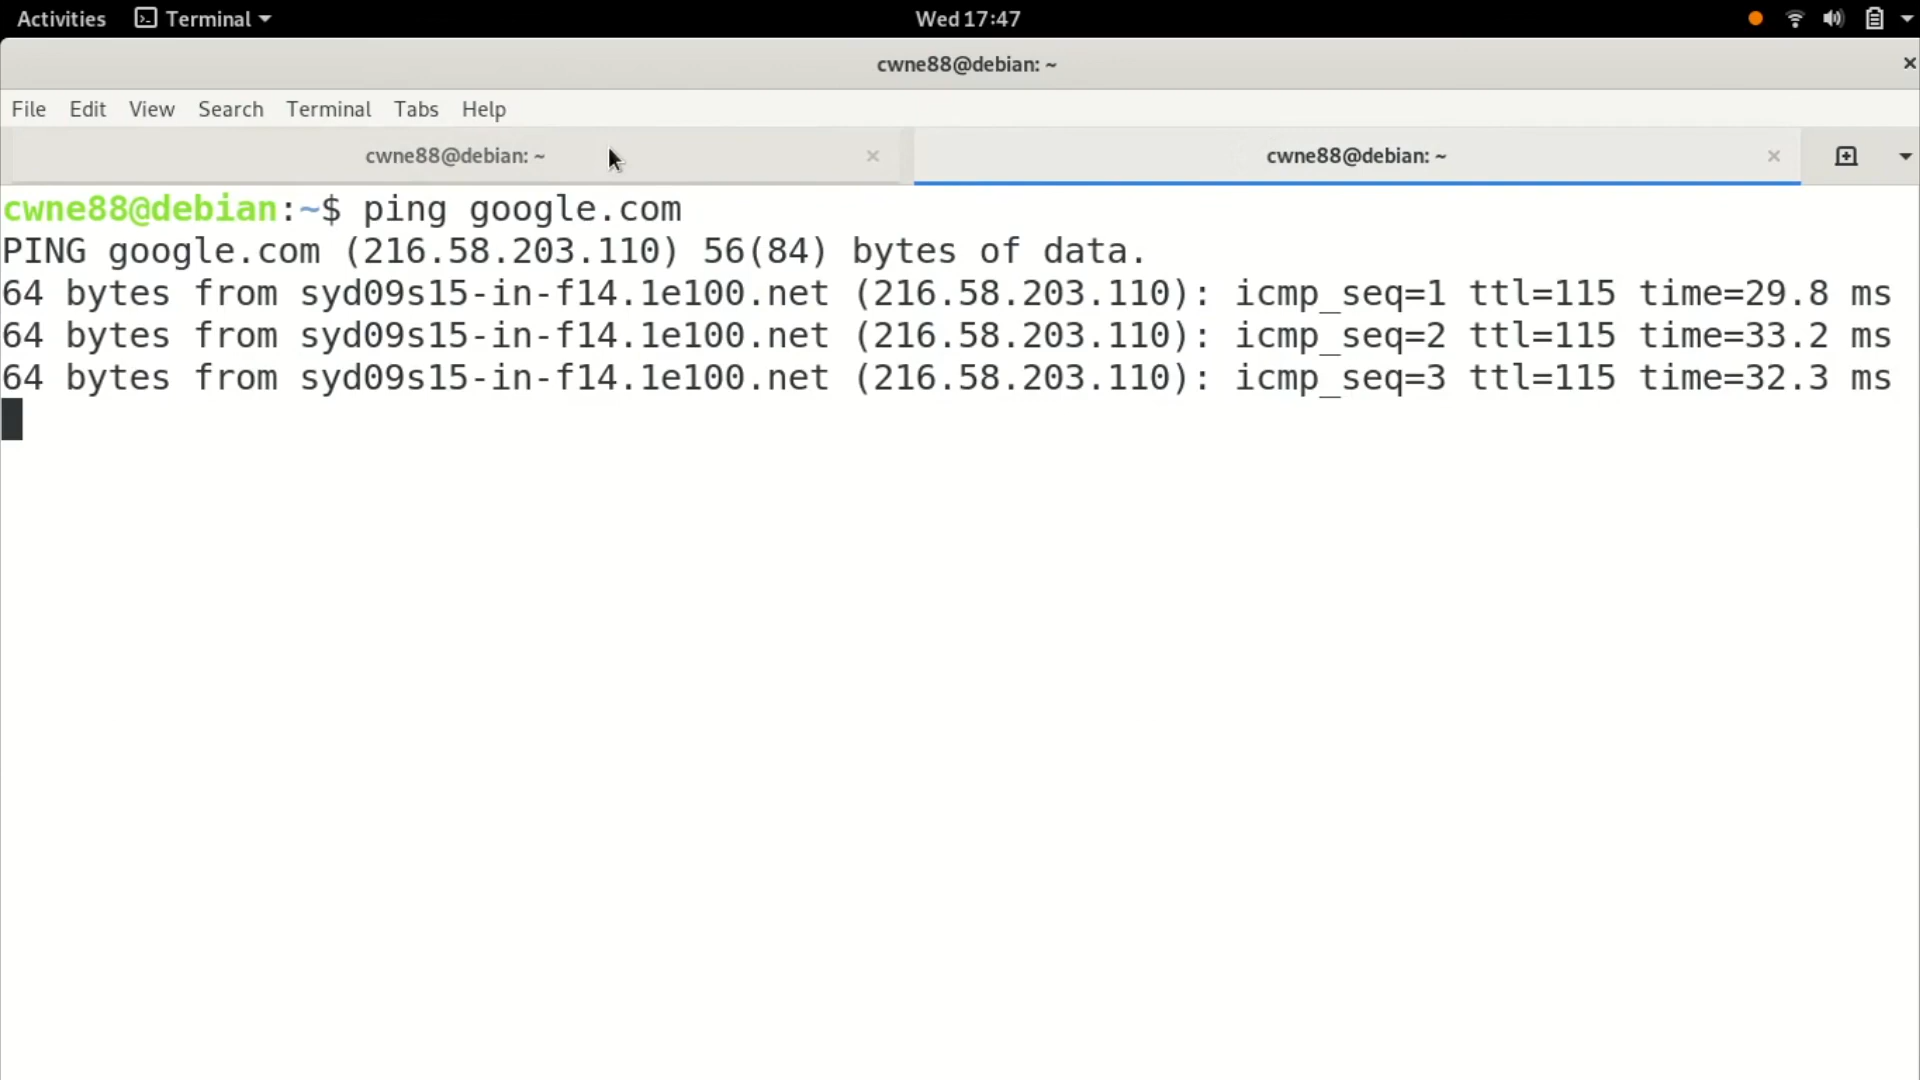 Activities Terminal Wed 17:47
cwne88@debian: ~
File Edit View Search Terminal Tabs Help
cwne88@debian: ~ cwne88@debian: ~
cwne88@debian:~$ ping google.com
PING google.com (216.58.203.110) 56(84) bytes of data.
64 bytes from syd09s15-in-f14.1e100.net (216.58.203.110): icmp_seq=1 ttl=115 time=29.8 ms
64 bytes from syd09s15-in-f14.1e100.net (216.58.203.110): icmp_seq=2 ttl=115 time=33.2 ms
64 bytes from syd09s15-in-f14.1e100.net (216.58.203.110): icmp_seq=3 ttl=115 time=32.3 ms